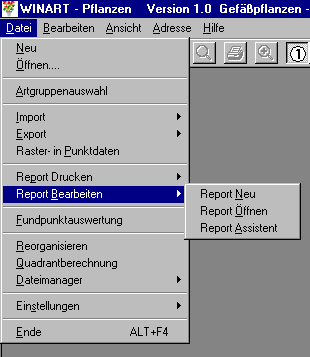 WINART - Pflanzen Version 1.0 Gefäßpflanzen -
Datei Bearbeiten Ansicht Adresse Hilfe
Neu
Öffnen....
1
Artgruppenauswahl
Import
Export
Raster- in Punktdaten
Report Drucken
Report Bearbeiten
Report Neu
Report Öffnen
Report Assistent
Fundpunktauswertung
Reorganisieren
Quadrantberechnung
Dateimanager
Einstellungen
Ende ALT+F4